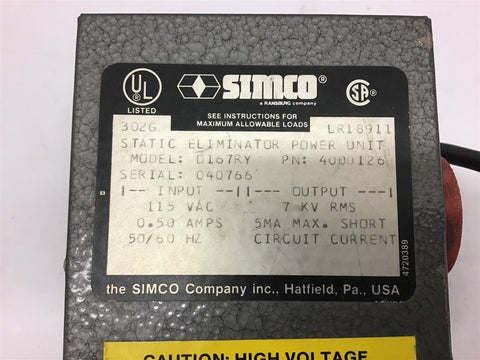 UL ®
LISTED
SIMCO®
a RANSBURG company
SA ®
SEE INSTRUCTIONS FOR
MAXIMUM ALLOWABLE LOADS
302G LR18911
STATIC ELIMINATOR POWER UNIT
MODEL: D167RY PN: 4000126
SERIAL: 040766
|-- INPUT --|-- OUTPUT ---|
115 VAC 7 KV RMS
0.50 AMPS 5MA MAX. SHORT
50/60 HZ CIRCUIT CURRENT
4720389
the SIMCO Company inc., Hatfield, Pa., USA
CAUTION: HIGH VOLTAGE